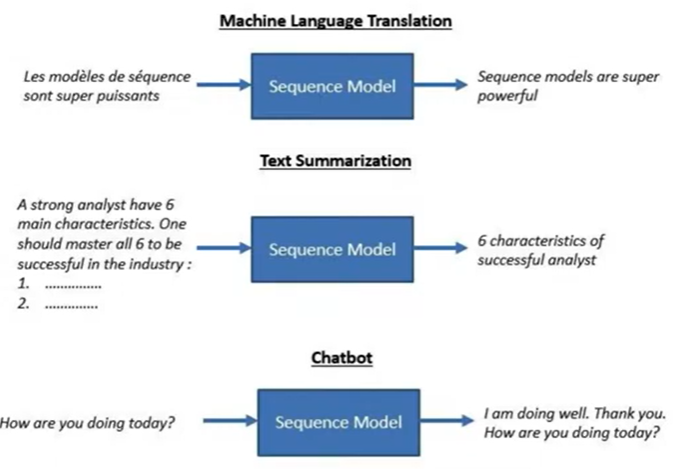 Machine Language Translation
Les modèles de séquence
sont super puissants
Sequence Model
Sequence models are super
powerful
Text Summarization
A strong analyst have 6
main characteristics. One
should master all 6 to be
successful in the industry :
1. ...............
2. ..............
Sequence Model
6 characteristics of
successful analyst
Chatbot
How are you doing today?
Sequence Model
I am doing well. Thank you.
How are you doing today?